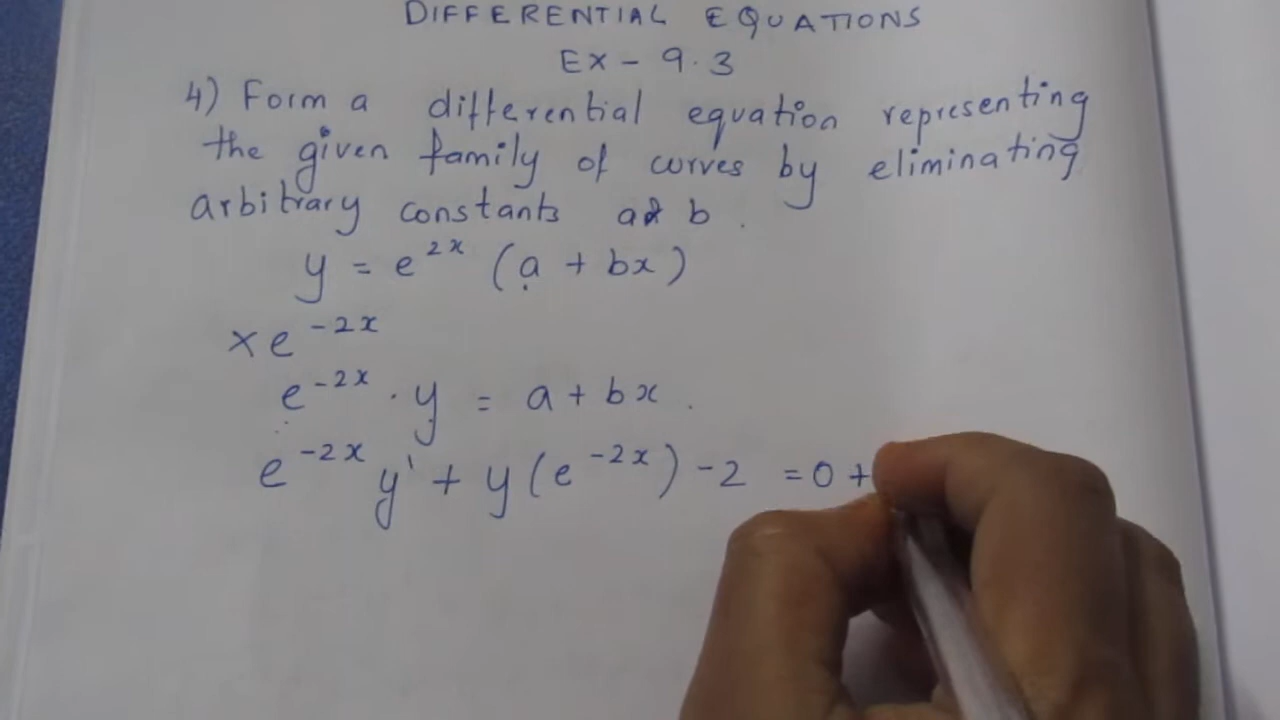 DIFFERENTIAL EQUATIONS
EX - 9.3
4) Form a differential equation representing
the given family of curves by eliminating
arbitrary constants a & b.
y = e^{2x} (a + bx)
× e^{-2x}
e^{-2x} . y = a + bx.
e^{-2x} y' + y(e^{-2x}) -2 = 0 +